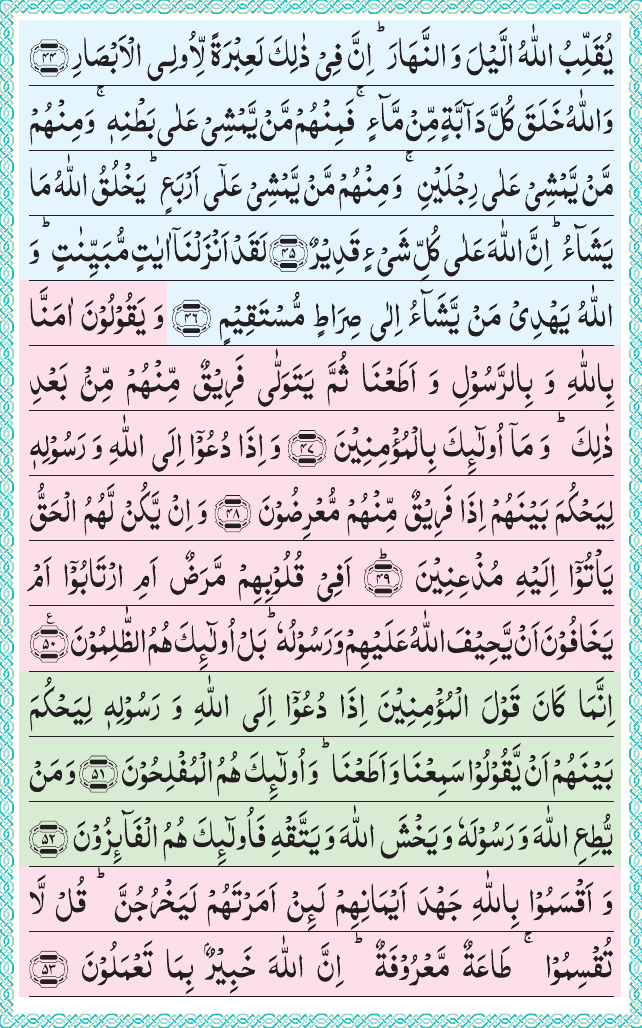 يُقَلِّبُ اللّٰهُ الَّيْلَ وَ النَّهَارَ ؕ اِنَّ فِيْ ذٰلِكَ لَعِبْرَةً لِّاُولِى الْاَبْصَارِ ۝۴۴
وَاللّٰهُ خَلَقَ كُلَّ دَآبَّةٍ مِّنْ مَّآءٍ ۚ فَمِنْهُمْ مَّنْ يَّمْشِيْ عَلٰى بَطْنِهٖ ۚ وَمِنْهُمْ
مَّنْ يَّمْشِيْ عَلٰى رِجْلَيْنِ ۚ وَمِنْهُمْ مَّنْ يَّمْشِيْ عَلٰۤى اَرْبَعٍ ؕ يَخْلُقُ اللّٰهُ مَا
يَشَآءُ ؕ اِنَّ اللّٰهَ عَلٰى كُلِّ شَيْءٍ قَدِيْرٌ ۝۴۵ لَقَدْ اَنْزَلْنَاۤ اٰيٰتٍ مُّبَيِّنٰتٍ ؕ وَ
اللّٰهُ يَهْدِيْ مَنْ يَّشَآءُ اِلٰى صِرَاطٍ مُّسْتَقِيْمٍ ۝۴۶ وَ يَقُوْلُوْنَ اٰمَنَّا
بِاللّٰهِ وَ بِالرَّسُوْلِ وَ اَطَعْنَا ثُمَّ يَتَوَلّٰى فَرِيْقٌ مِّنْهُمْ مِّنْۢ بَعْدِ
ذٰلِكَ ؕ وَ مَاۤ اُولٰٓئِكَ بِالْمُؤْمِنِيْنَ ۝۴۷ وَ اِذَا دُعُوْۤا اِلَى اللّٰهِ وَ رَسُوْلِهٖ
لِيَحْكُمَ بَيْنَهُمْ اِذَا فَرِيْقٌ مِّنْهُمْ مُّعْرِضُوْنَ ۝۴۸ وَ اِنْ يَّكُنْ لَّهُمُ الْحَقُّ
يَاْتُوْۤا اِلَيْهِ مُذْعِنِيْنَ ۝۴۹ؕ اَفِيْ قُلُوْبِهِمْ مَّرَضٌ اَمِ ارْتَابُوْۤا اَمْ
يَخَافُوْنَ اَنْ يَّحِيْفَ اللّٰهُ عَلَيْهِمْ وَ رَسُوْلُهٗ ؕ بَلْ اُولٰٓئِكَ هُمُ الظّٰلِمُوْنَ ۝۵۰ۧ
اِنَّمَا كَانَ قَوْلَ الْمُؤْمِنِيْنَ اِذَا دُعُوْۤا اِلَى اللّٰهِ وَ رَسُوْلِهٖ لِيَحْكُمَ
بَيْنَهُمْ اَنْ يَّقُوْلُوْا سَمِعْنَا وَ اَطَعْنَا ؕ وَ اُولٰٓئِكَ هُمُ الْمُفْلِحُوْنَ ۝۵۱ وَ مَنْ
يُّطِعِ اللّٰهَ وَ رَسُوْلَهٗ وَ يَخْشَ اللّٰهَ وَ يَتَّقْهِ فَاُولٰٓئِكَ هُمُ الْفَآئِزُوْنَ ۝۵۲
وَ اَقْسَمُوْا بِاللّٰهِ جَهْدَ اَيْمَانِهِمْ لَئِنْ اَمَرْتَهُمْ لَيَخْرُجُنَّ ؕ قُلْ لَّا
تُقْسِمُوْا ۚ طَاعَةٌ مَّعْرُوْفَةٌ ؕ اِنَّ اللّٰهَ خَبِيْرٌۢ بِمَا تَعْمَلُوْنَ ۝۵۳